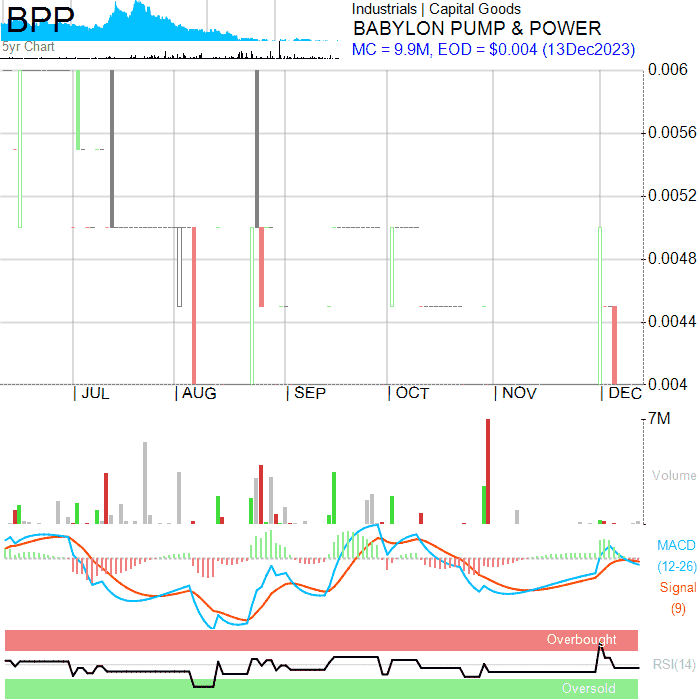 BPP
5yr Chart
Industrials | Capital Goods
BABYLON PUMP & POWER
MC = 9.9M, EOD = $0.004 (13Dec2023)
0.006
0.0056
0.0052
0.0048
0.0044
0.004
JUL AUG SEP OCT NOV DEC
7M
Volume
MACD
(12-26)
Signal
(9)
Overbought
RSI(14)
Oversold